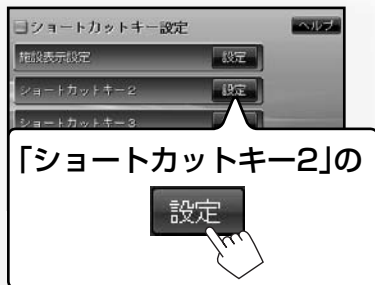 ショートカットキー設定
ヘルプ
施設表示設定 設定
ショートカットキー2 設定
ショートカットキー3
「ショートカットキー2」の
設定